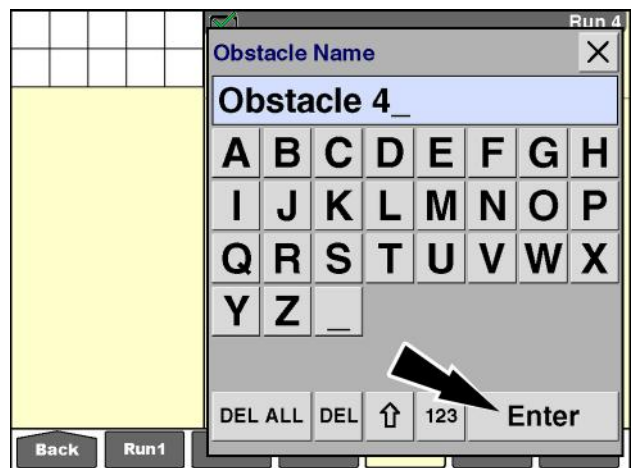 Run 4
Obstacle Name
Obstacle 4_
A B C D E F G H
I J K L M N O P
Q R S T U V W X
Y Z _
DEL ALL DEL 123 Enter
Back Run1